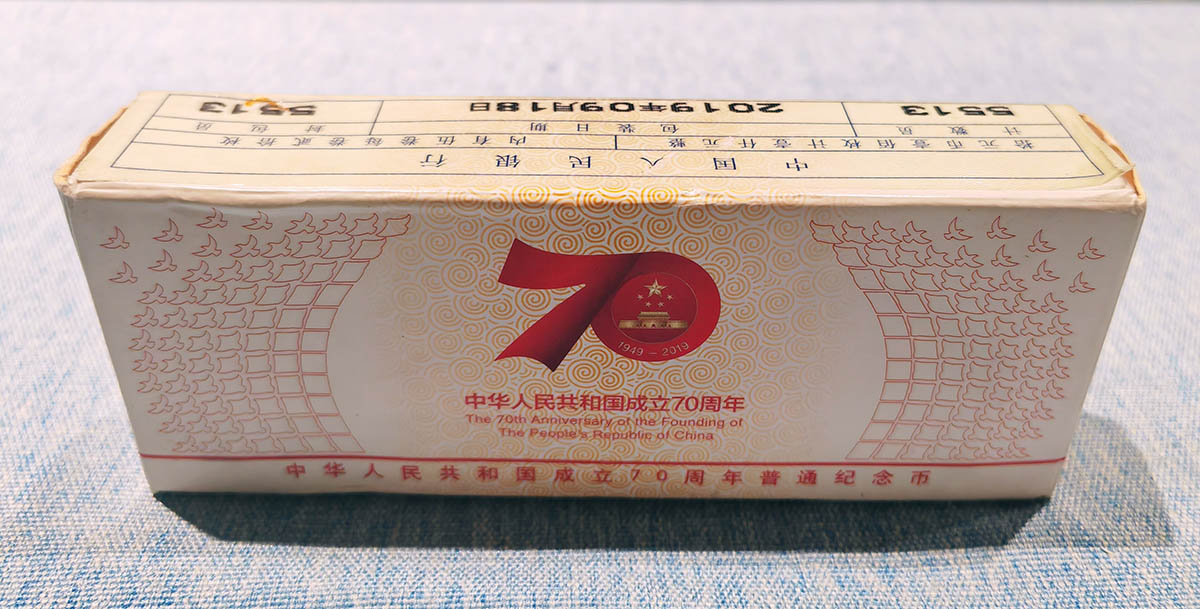 中国人民银行
拾元币壹佰枚计壹仟元整 内有伍卷每卷贰拾枚
计数员 包装日期 封包员
5513 2019年09月18日 5513
70
1949 - 2019
中华人民共和国成立70周年
The 70th Anniversary of the Founding of
The People's Republic of China
中华人民共和国成立70周年普通纪念币